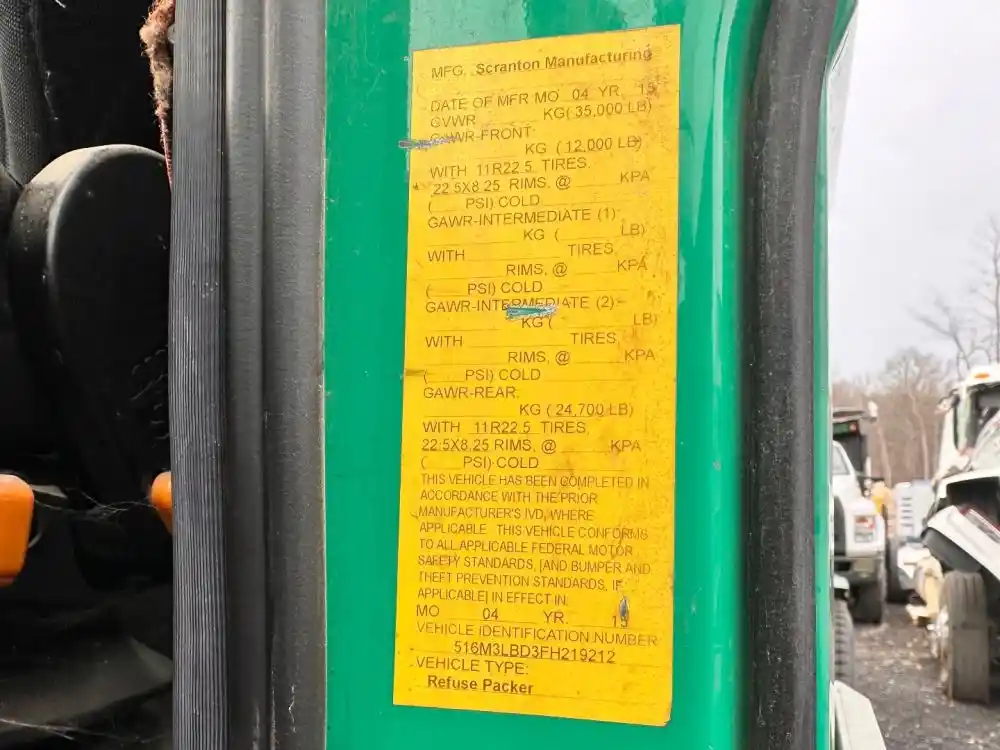 MFG. Scranton Manufacturing
DATE OF MFR MO 04 YR. 15
GVWR KG( 35,000 LB)
GAWR-FRONT:
KG ( 12,000 LB)
WITH 11R22.5 TIRES.
22.5X8.25 RIMS, @ KPA
( PSI) COLD
GAWR-INTERMEDIATE (1):
KG ( LB)
WITH TIRES,
RIMS, @ KPA
( PSI) COLD
GAWR-INTERMEDIATE (2)
KG ( LB)
WITH TIRES,
RIMS, @ KPA
( PSI) COLD
GAWR-REAR:
KG ( 24,700 LB)
WITH 11R22.5 TIRES,
22.5X8.25 RIMS, @ KPA
( PSI) COLD
THIS VEHICLE HAS BEEN COMPLETED IN
ACCORDANCE WITH THE PRIOR
MANUFACTURER'S IVD, WHERE
APPLICABLE. THIS VEHICLE CONFORMS
TO ALL APPLICABLE FEDERAL MOTOR
SAFETY STANDARDS, [AND BUMPER AND
THEFT PREVENTION STANDARDS, IF
APPLICABLE] IN EFFECT IN:
MO 04 YR. 15
VEHICLE IDENTIFICATION NUMBER
516M3LBD3FH219212
VEHICLE TYPE:
Refuse Packer